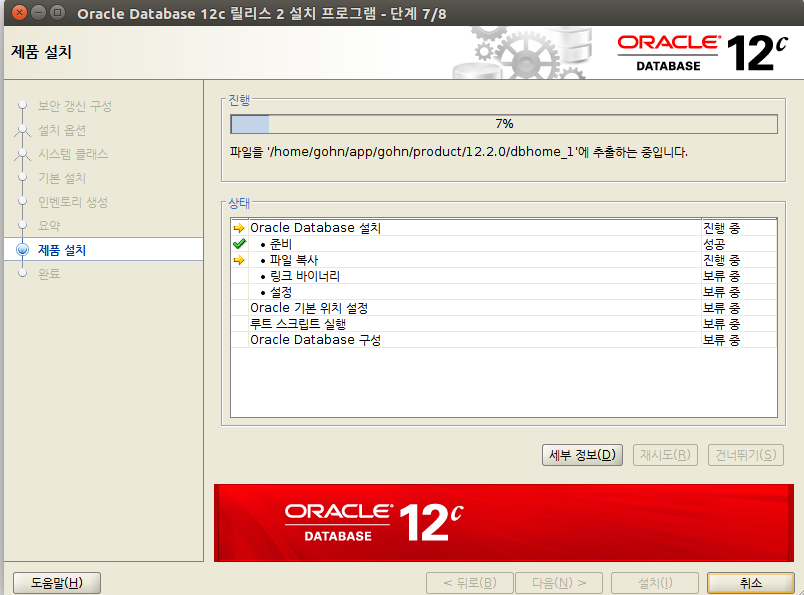 Oracle Database 12c 릴리스 2 설치 프로그램 - 단계 7/8
제품 설치
ORACLE
DATABASE
12c
보안 갱신 구성
설치 옵션
시스템 클래스
기본 설치
인벤토리 생성
요약
제품 설치
완료
진행
7%
파일을 '/home/gohn/app/gohn/product/12.2.0/dbhome_1'에 추출하는 중입니다.
상태
Oracle Database 설치 진행 중
• 준비 성공
• 파일 복사 진행 중
• 링크 바이너리 보류 중
• 설정 보류 중
Oracle 기본 위치 설정 보류 중
루트 스크립트 실행 보류 중
Oracle Database 구성 보류 중
세부 정보(D) 재시도(R) 건너뛰기(S)
ORACLE
DATABASE
12c
도움말(H) < 뒤로(B) 다음(N) > 설치(I) 취소